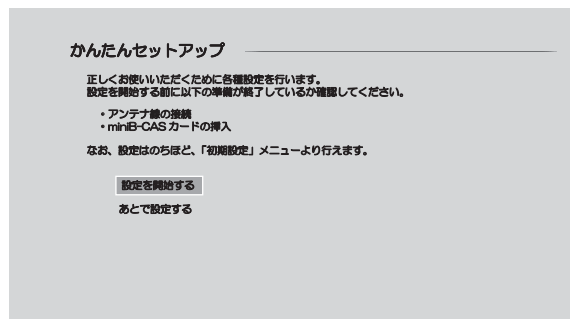 かんたんセットアップ
正しくお使いいただくために各種設定を行います。
設定を開始する前に以下の準備が終了しているか確認してください。
・アンテナ線の接続
・miniB-CAS カードの挿入
なお、設定はのちほど、「初期設定」メニューより行えます。
設定を開始する
あとで設定する